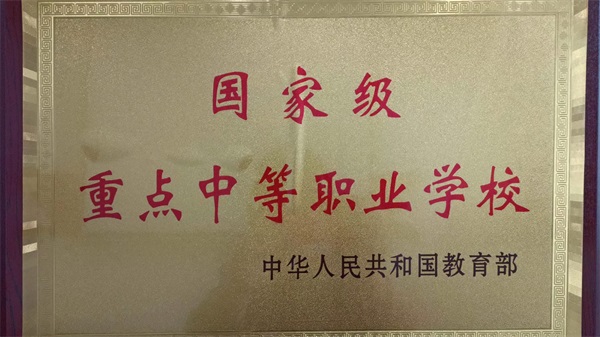 国家级
重点中等职业学校
中华人民共和国教育部